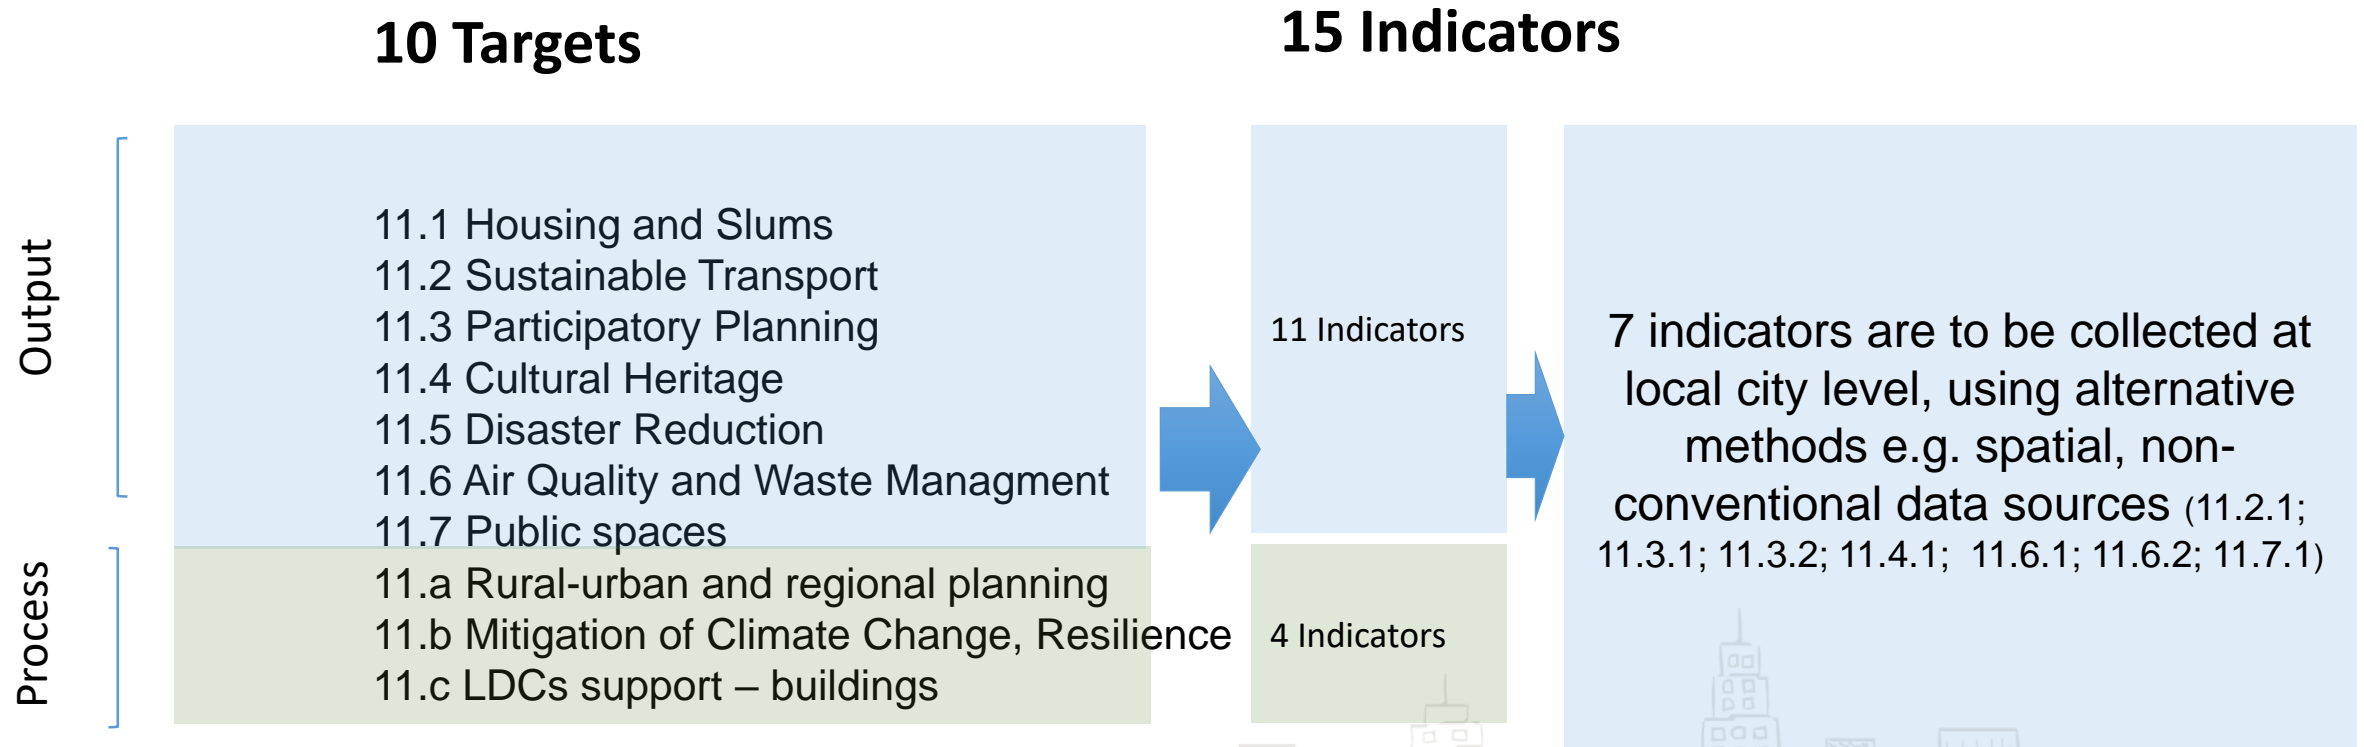 10 Targets
15 Indicators
Output
11.1 Housing and Slums
11.2 Sustainable Transport
11.3 Participatory Planning
11.4 Cultural Heritage
11.5 Disaster Reduction
11.6 Air Quality and Waste Managment
11.7 Public spaces
Process
11.a Rural-urban and regional planning
11.b Mitigation of Climate Change, Resilience
11.c LDCs support – buildings
11 Indicators
4 Indicators
7 indicators are to be collected at
local city level, using alternative
methods e.g. spatial, non-
conventional data sources (11.2.1;
11.3.1; 11.3.2; 11.4.1; 11.6.1; 11.6.2; 11.7.1)